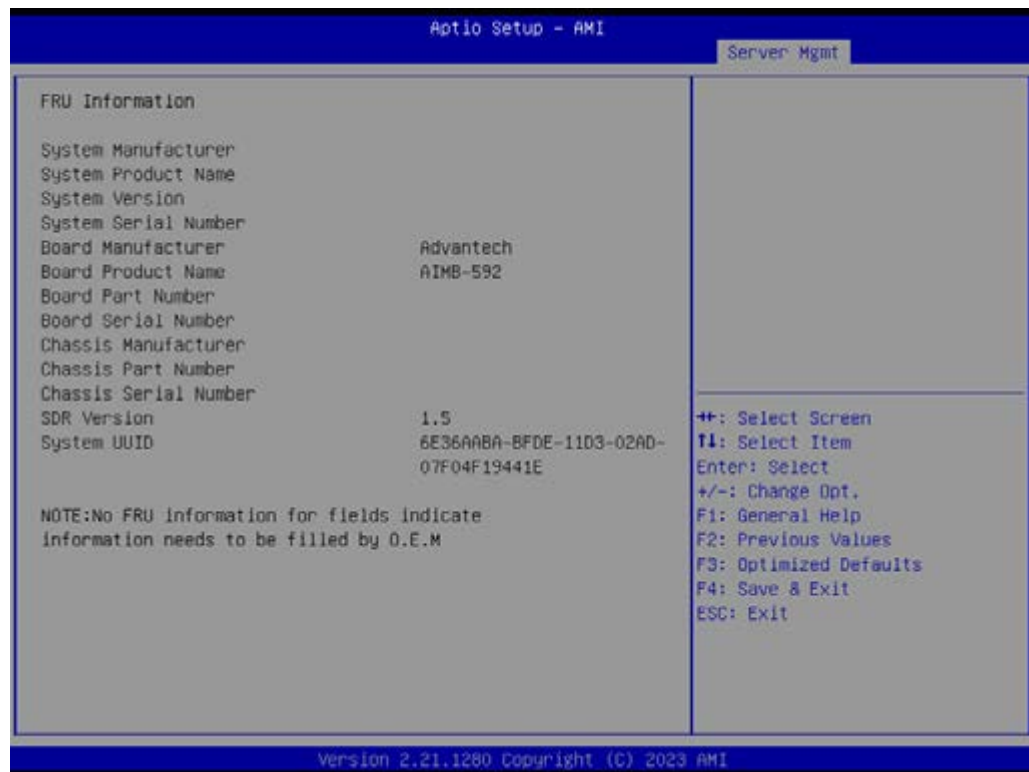 Aptio Setup - AMI
Server Mgmt
FRU Information
System Manufacturer
System Product Name
System Version
System Serial Number
Board Manufacturer Advantech
Board Product Name AIMB-592
Board Part Number
Board Serial Number
Chassis Manufacturer
Chassis Part Number
Chassis Serial Number
SDR Version 1.5
System UUID 6E36AABA-BFDE-11D3-02AD-
07F04F19441E
NOTE:No FRU information for fields indicate
information needs to be filled by O.E.M
→←: Select Screen
↑↓: Select Item
Enter: Select
+/-: Change Opt.
F1: General Help
F2: Previous Values
F3: Optimized Defaults
F4: Save & Exit
ESC: Exit
Version 2.21.1280 Copyright (C) 2023 AMI